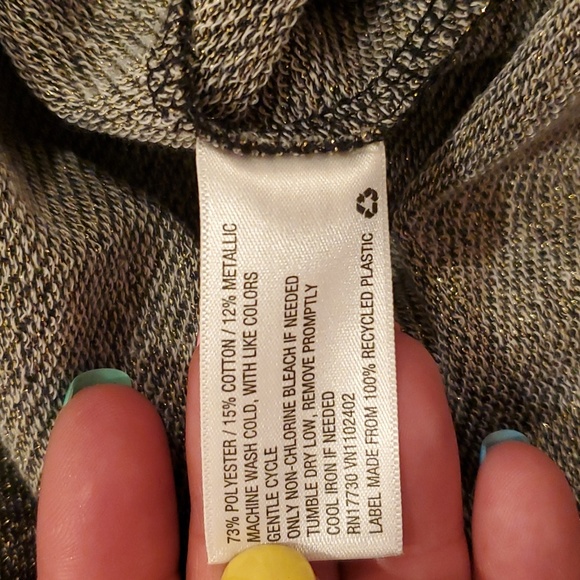 73% POLYESTER / 15% COTTON / 12% METALLIC
MACHINE WASH COLD, WITH LIKE COLORS
GENTLE CYCLE
ONLY NON-CHLORINE BLEACH IF NEEDED
TUMBLE DRY LOW, REMOVE PROMPTLY
COOL IRON IF NEEDED
RN17730 VN1102402
LABEL MADE FROM 100% RECYCLED PLASTIC